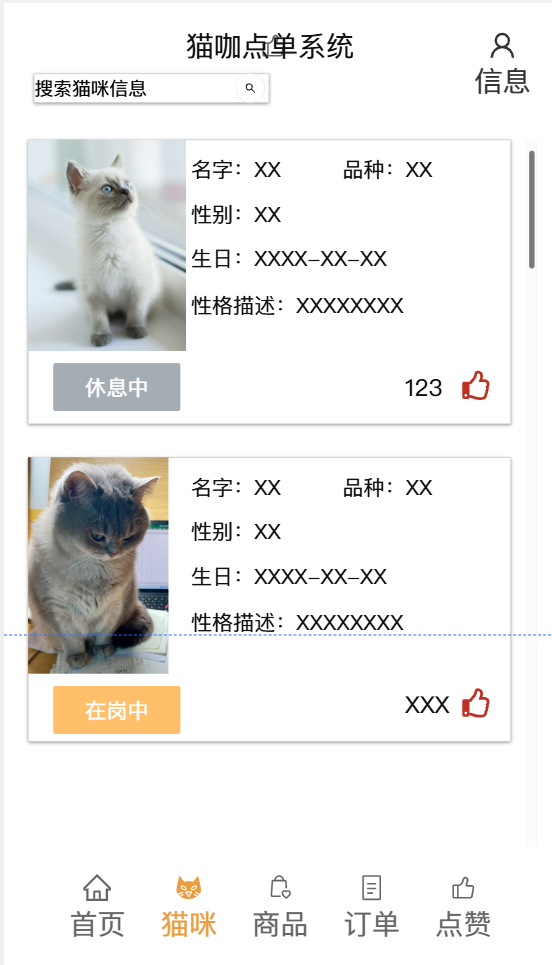 猫咖点单系统
信息
搜索猫咪信息
名字：XX 品种：XX
性别：XX
生日：XXXX-XX-XX
性格描述：XXXXXXXX
休息中 123
名字：XX 品种：XX
性别：XX
生日：XXXX-XX-XX
性格描述：XXXXXXXX
在岗中 XXX
首页 猫咪 商品 订单 点赞